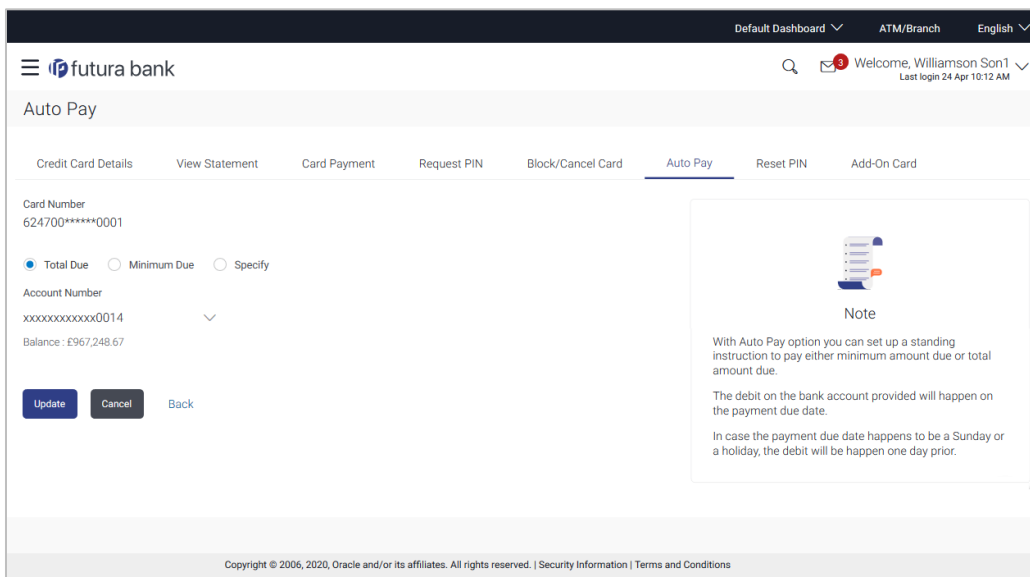 Default Dashboard ATM/Branch English
futura bank 3 Welcome, Williamson Son1
Last login 24 Apr 10:12 AM
Auto Pay
Credit Card Details View Statement Card Payment Request PIN Block/Cancel Card Auto Pay Reset PIN Add-On Card
Card Number
624700******0001
Total Due Minimum Due Specify
Account Number
xxxxxxxxxxxx0014
Balance : £967,248.67
Update Cancel Back
Note
With Auto Pay option you can set up a standing
instruction to pay either minimum amount due or total
amount due.
The debit on the bank account provided will happen on
the payment due date.
In case the payment due date happens to be a Sunday or
a holiday, the debit will be happen one day prior.
Copyright © 2006, 2020, Oracle and/or its affiliates. All rights reserved. | Security Information | Terms and Conditions